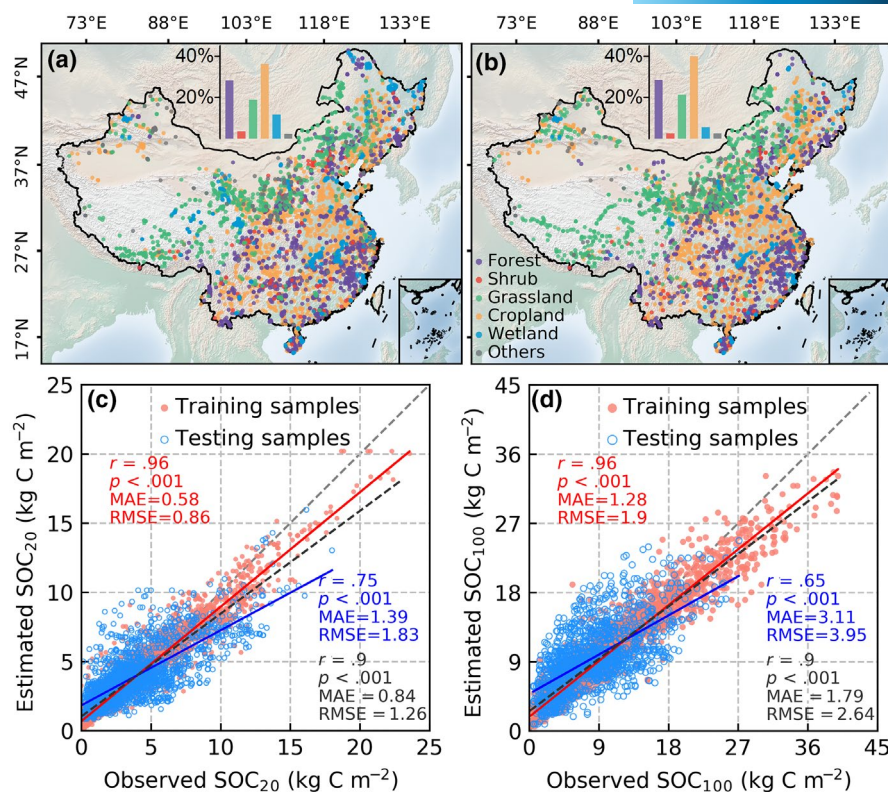 73°E 88°E 103°E 118°E 133°E 73°E 88°E 103°E 118°E 133°E
(a) 40% (b) 40%
47°N
20% 20%
37°N
27°N
Forest
Shrub
Grassland
Cropland
Wetland
17°N
Others
25 (c) Training samples
Testing samples
20
r = .96
p < .001
MAE=0.58
RMSE=0.86
15
10
r = .75
p < .001
MAE=1.39
RMSE=1.83
5
r = .9
p < .001
MAE = 0.84
RMSE = 1.26
0
0 5 10 15 20 25
Estimated SOC₂₀ (kg C m⁻²)
Observed SOC₂₀ (kg C m⁻²)
45 (d) Training samples
Testing samples
36
r = .96
p < .001
MAE=1.28
RMSE=1.9
27
18
r = .65
p < .001
MAE=3.11
RMSE=3.95
9
r = .9
p < .001
MAE = 1.79
RMSE = 2.64
0
0 9 18 27 36 45
Estimated SOC₁₀₀ (kg C m⁻²)
Observed SOC₁₀₀ (kg C m⁻²)